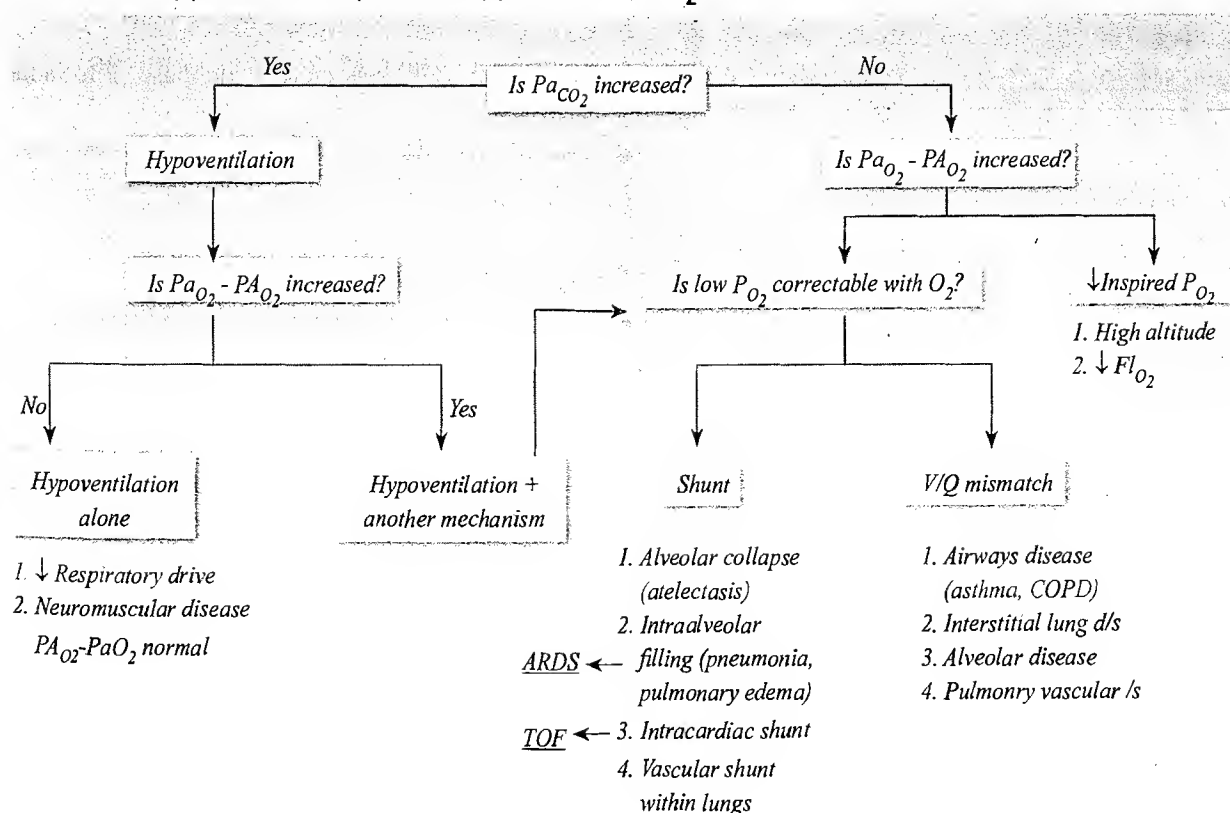 2
Yes
No
Is PaCO2 increased?
Hypoventilation
Is PaO2 - PAO2 increased?
Is PaO2 - PAO2 increased?
Is low PO2 correctable with O2?
↓Inspired PO2
1. High altitude
2. ↓ FIO2
No
Yes
Hypoventilation
alone
Hypoventilation +
another mechanism
Shunt
V/Q mismatch
1. ↓ Respiratory drive
2. Neuromuscular disease
PAO2-PaO2 normal
1. Alveolar collapse
(atelectasis)
2. Intraalveolar
ARDS ← filling (pneumonia,
pulmonary edema)
TOF ← 3. Intracardiac shunt
4. Vascular shunt
within lungs
1. Airways disease
(asthma, COPD)
2. Interstitial lung d/s
3. Alveolar disease
4. Pulmonry vascular /s